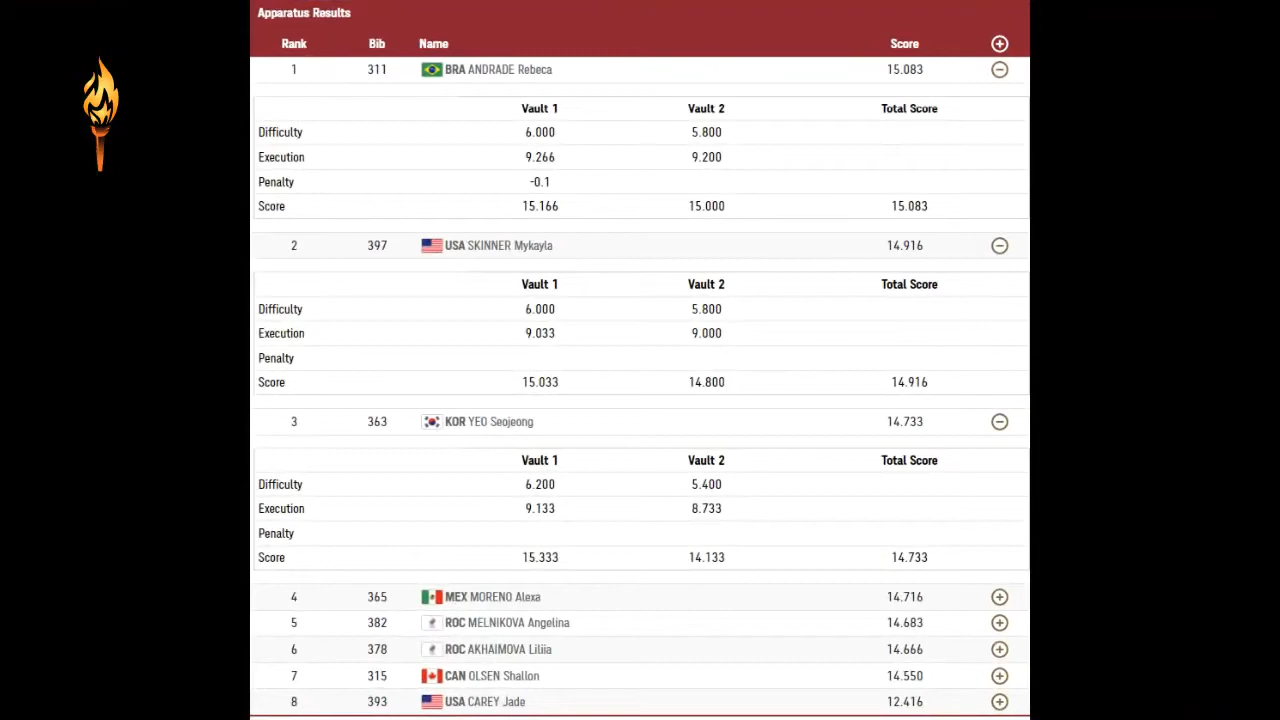 Apparatus Results
Rank Bib Name Score
1 311 BRA ANDRADE Rebeca 15.083
Vault 1 Vault 2 Total Score
Difficulty 6.000 5.800
Execution 9.266 9.200
Penalty -0.1
Score 15.166 15.000 15.083
2 397 USA SKINNER Mykayla 14.916
Vault 1 Vault 2 Total Score
Difficulty 6.000 5.800
Execution 9.033 9.000
Penalty
Score 15.033 14.800 14.916
3 363 KOR YEO Seojeong 14.733
Vault 1 Vault 2 Total Score
Difficulty 6.200 5.400
Execution 9.133 8.733
Penalty
Score 15.333 14.133 14.733
4 365 MEX MORENO Alexa 14.716
5 382 ROC MELNIKOVA Angelina 14.683
6 378 ROC AKHAIMOVA Liliia 14.666
7 315 CAN OLSEN Shallon 14.550
8 393 USA CAREY Jade 12.416